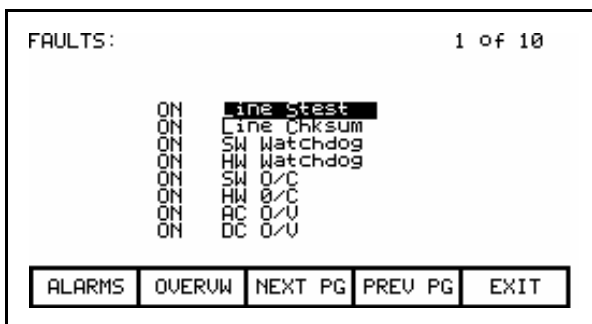 FAULTS: 1 of 10
ON Line Stest
ON Line Chksum
ON SW Watchdog
ON HW Watchdog
ON SW O/C
ON HW 0/C
ON AC O/V
ON DC O/V
ALARMS OVERVW NEXT PG PREV PG EXIT